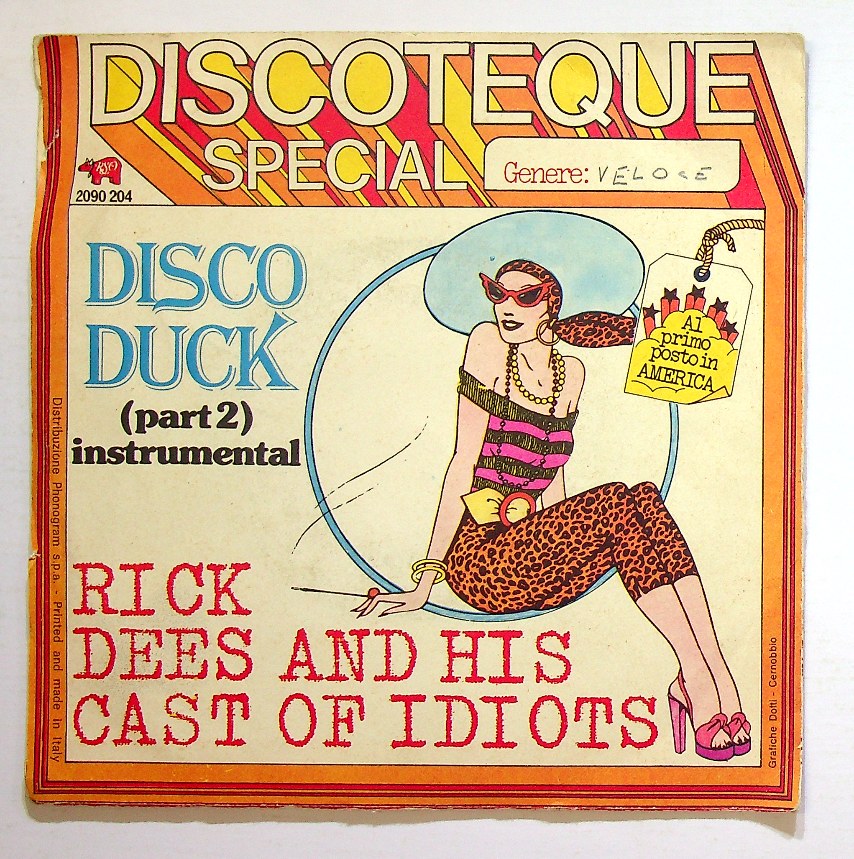 DISCOTEQUE
SPECIAL
Genere: VELOCE
RSO
2090 204
DISCO
DUCK
(part 2)
instrumental
Al
primo
posto in
AMERICA
RICK
DEES AND HIS
CAST OF IDIOTS
Distribuzione Phonogram s.p.a - Printed and made in Italy
Grafiche Dotti - Cernobbio